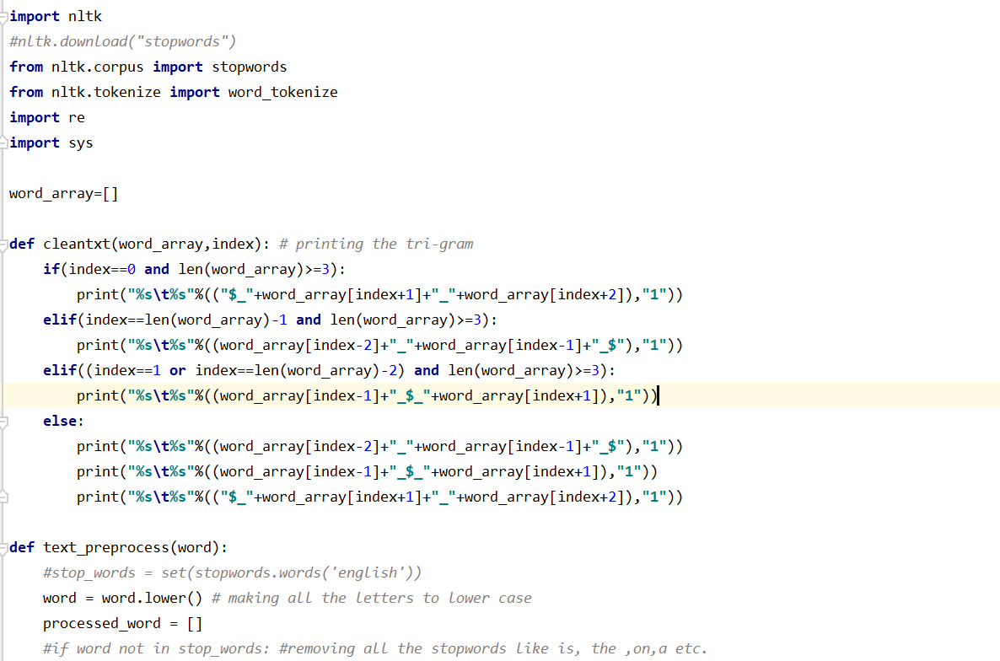 import nltk
#nltk.download("stopwords")
from nltk.corpus import stopwords
from nltk.tokenize import word_tokenize
import re
import sys

word_array=[]

def cleantxt(word_array,index): # printing the tri-gram
    if(index==0 and len(word_array)>=3):
        print("%s\t%s"%(("$_"+word_array[index+1]+"_"+word_array[index+2]),"1"))
    elif(index==len(word_array)-1 and len(word_array)>=3):
        print("%s\t%s"%((word_array[index-2]+"_"+word_array[index-1]+"_$"),"1"))
    elif((index==1 or index==len(word_array)-2) and len(word_array)>=3):
        print("%s\t%s"%((word_array[index-1]+"_$_"+word_array[index+1]),"1"))
    else:
        print("%s\t%s"%((word_array[index-2]+"_"+word_array[index-1]+"_$"),"1"))
        print("%s\t%s"%((word_array[index-1]+"_$_"+word_array[index+1]),"1"))
        print("%s\t%s"%(("$_"+word_array[index+1]+"_"+word_array[index+2]),"1"))

def text_preprocess(word):
    #stop_words = set(stopwords.words('english'))
    word = word.lower() # making all the letters to lower case
    processed_word = []
    #if word not in stop_words: #removing all the stopwords like is, the ,on,a etc.